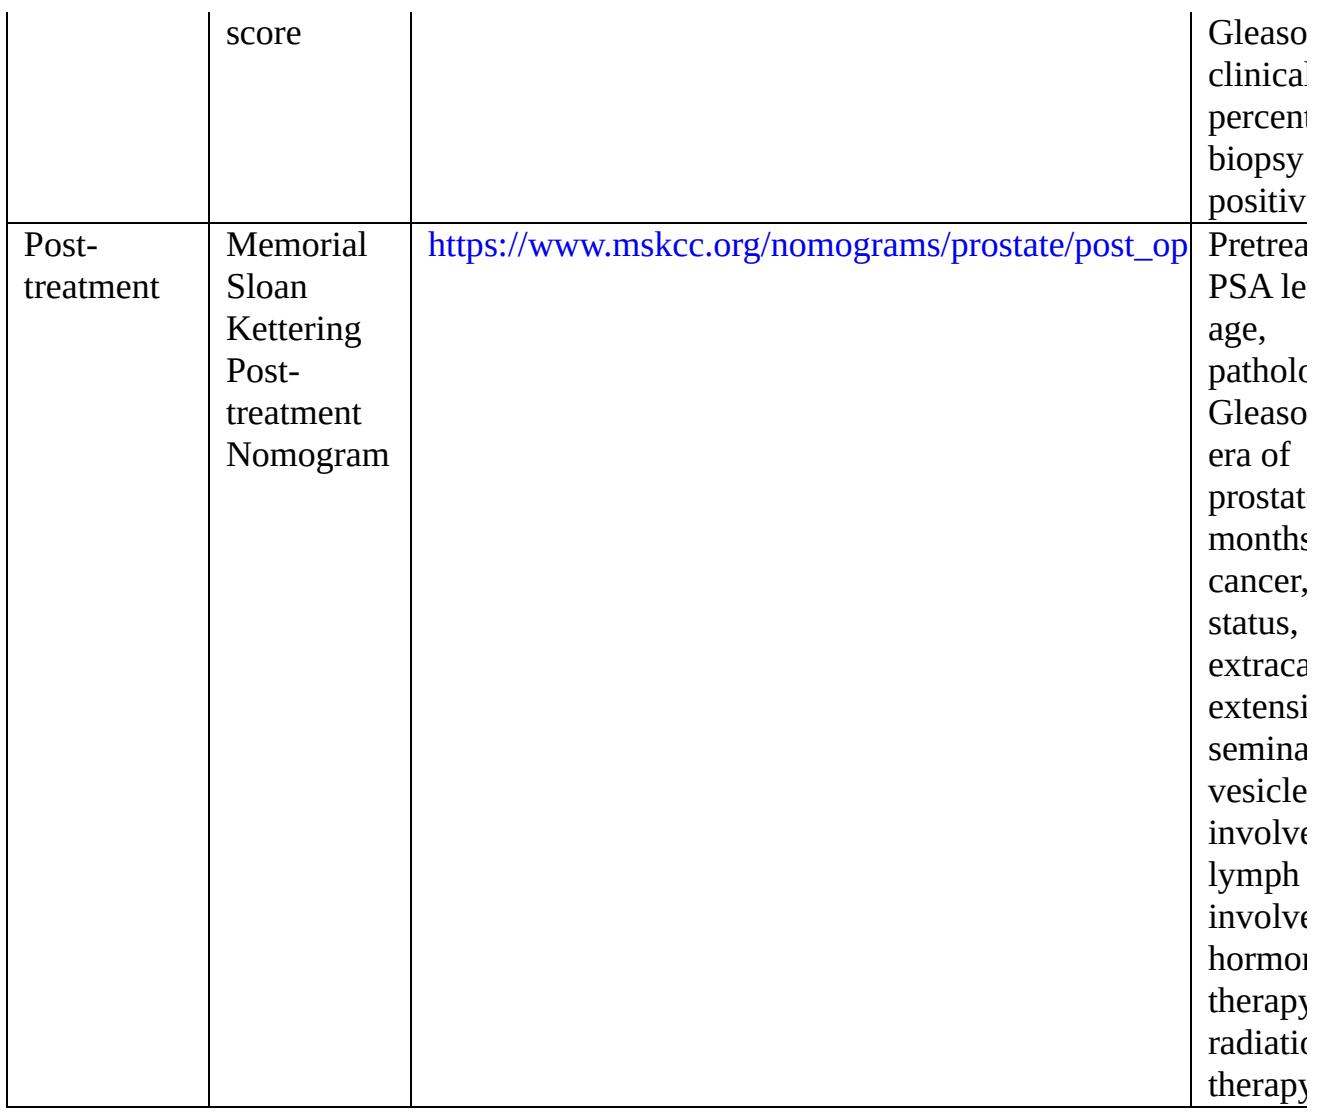 score
Gleaso
clinical
percent
biopsy
positiv
Post-
treatment
Memorial
Sloan
Kettering
Post-
treatment
Nomogram
https://www.mskcc.org/nomograms/prostate/post_op
Pretrea
PSA le
age,
patholo
Gleaso
era of
prostat
months
cancer,
status,
extraca
extensi
semina
vesicle
involve
lymph
involve
hormon
therapy
radiatio
therapy